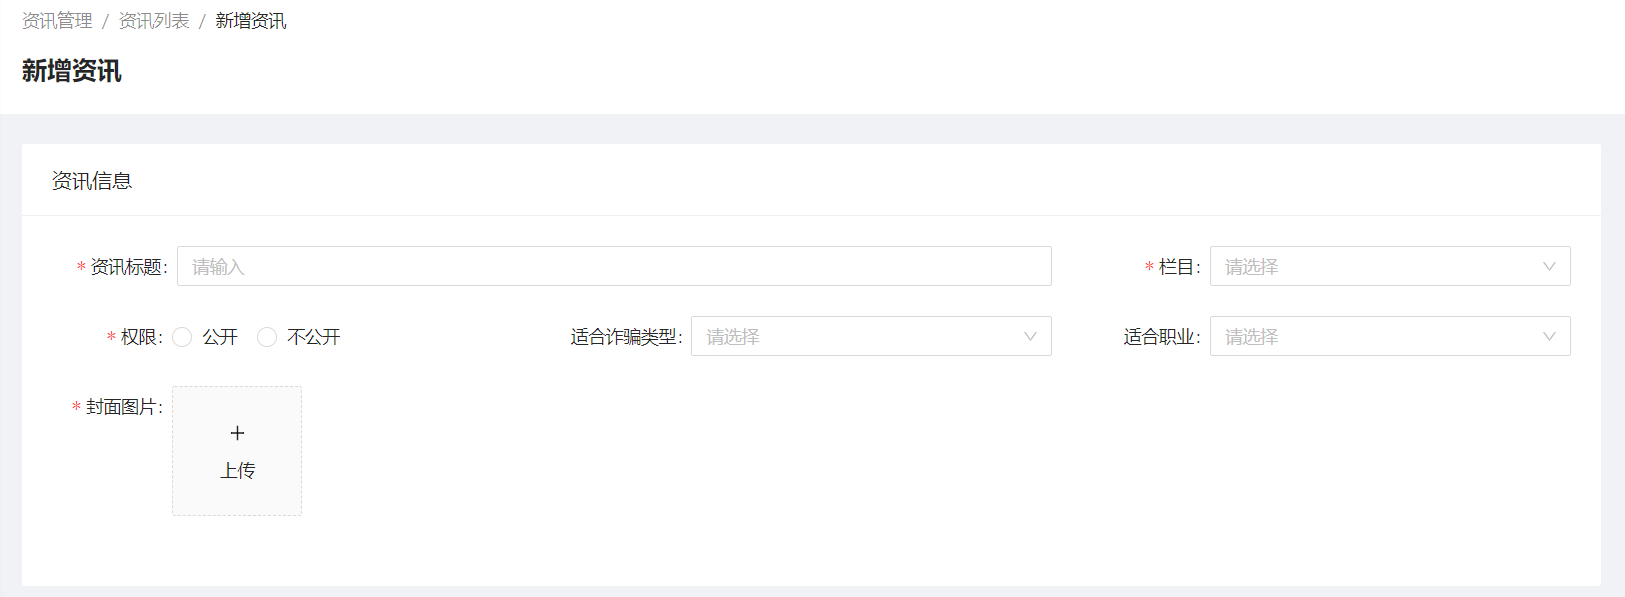 资讯管理 / 资讯列表 / 新增资讯
新增资讯
资讯信息
* 资讯标题: 请输入 * 栏目: 请选择
* 权限: 公开 不公开 适合诈骗类型: 请选择 适合职业: 请选择
* 封面图片:
+
上传